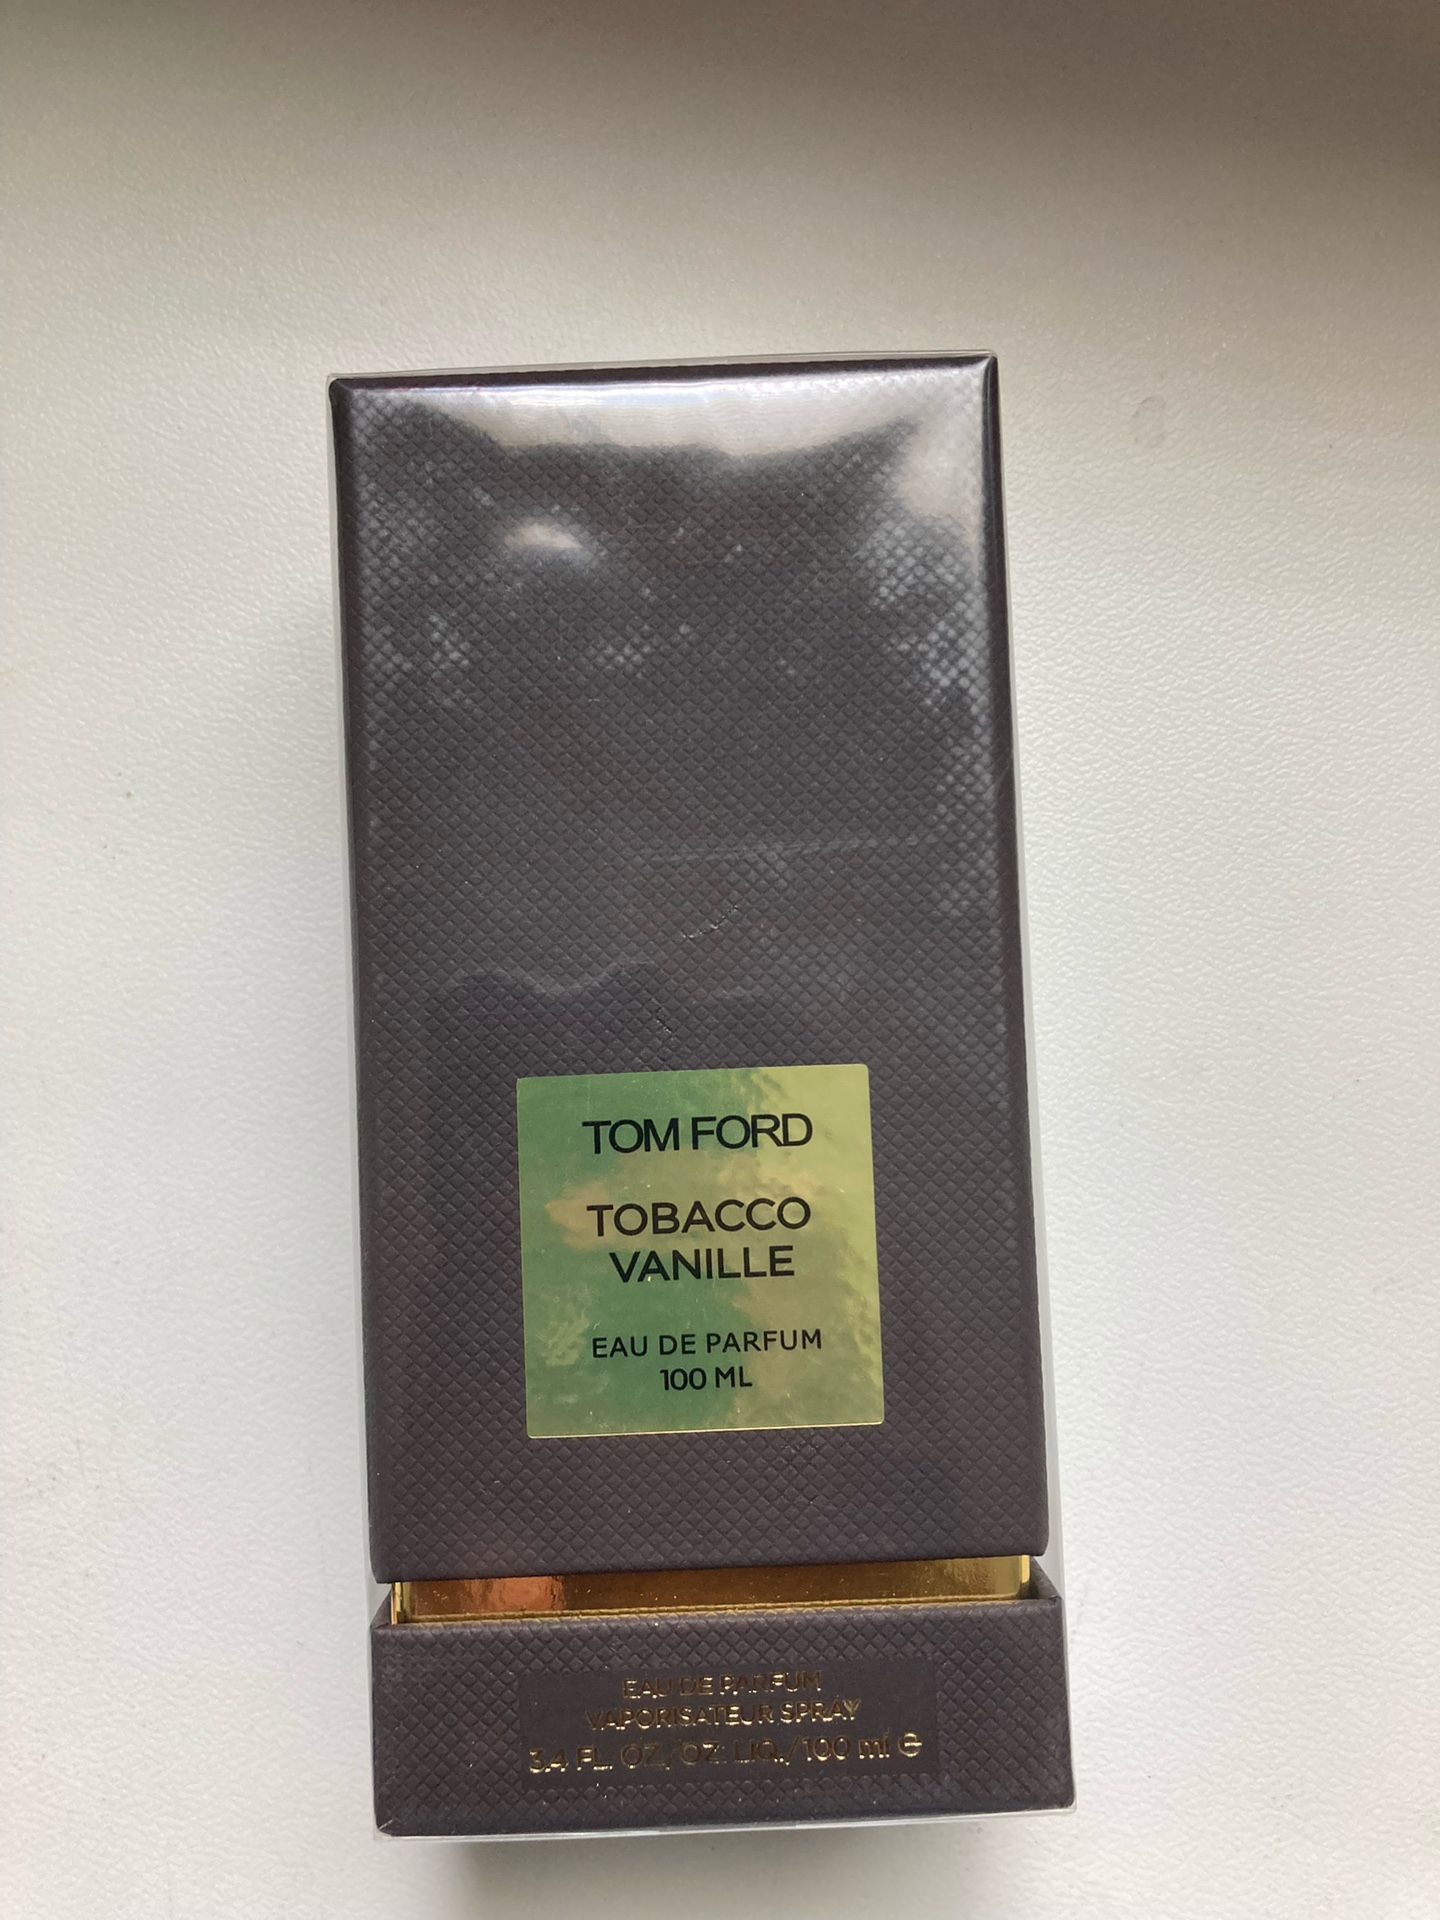 TOM FORD
TOBACCO
VANILLE
EAU DE PARFUM
100 ML
EAU DE PARFUM
VAPORISATEUR SPRAY
3.4 FL. OZ./OZ. LIQ./100 ml ℮